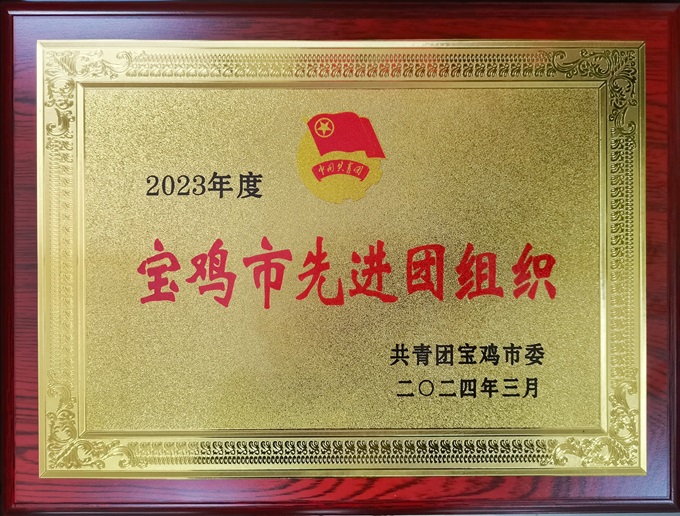 中国共青团
2023年度
宝鸡市先进团组织
共青团宝鸡市委
二〇二四年三月